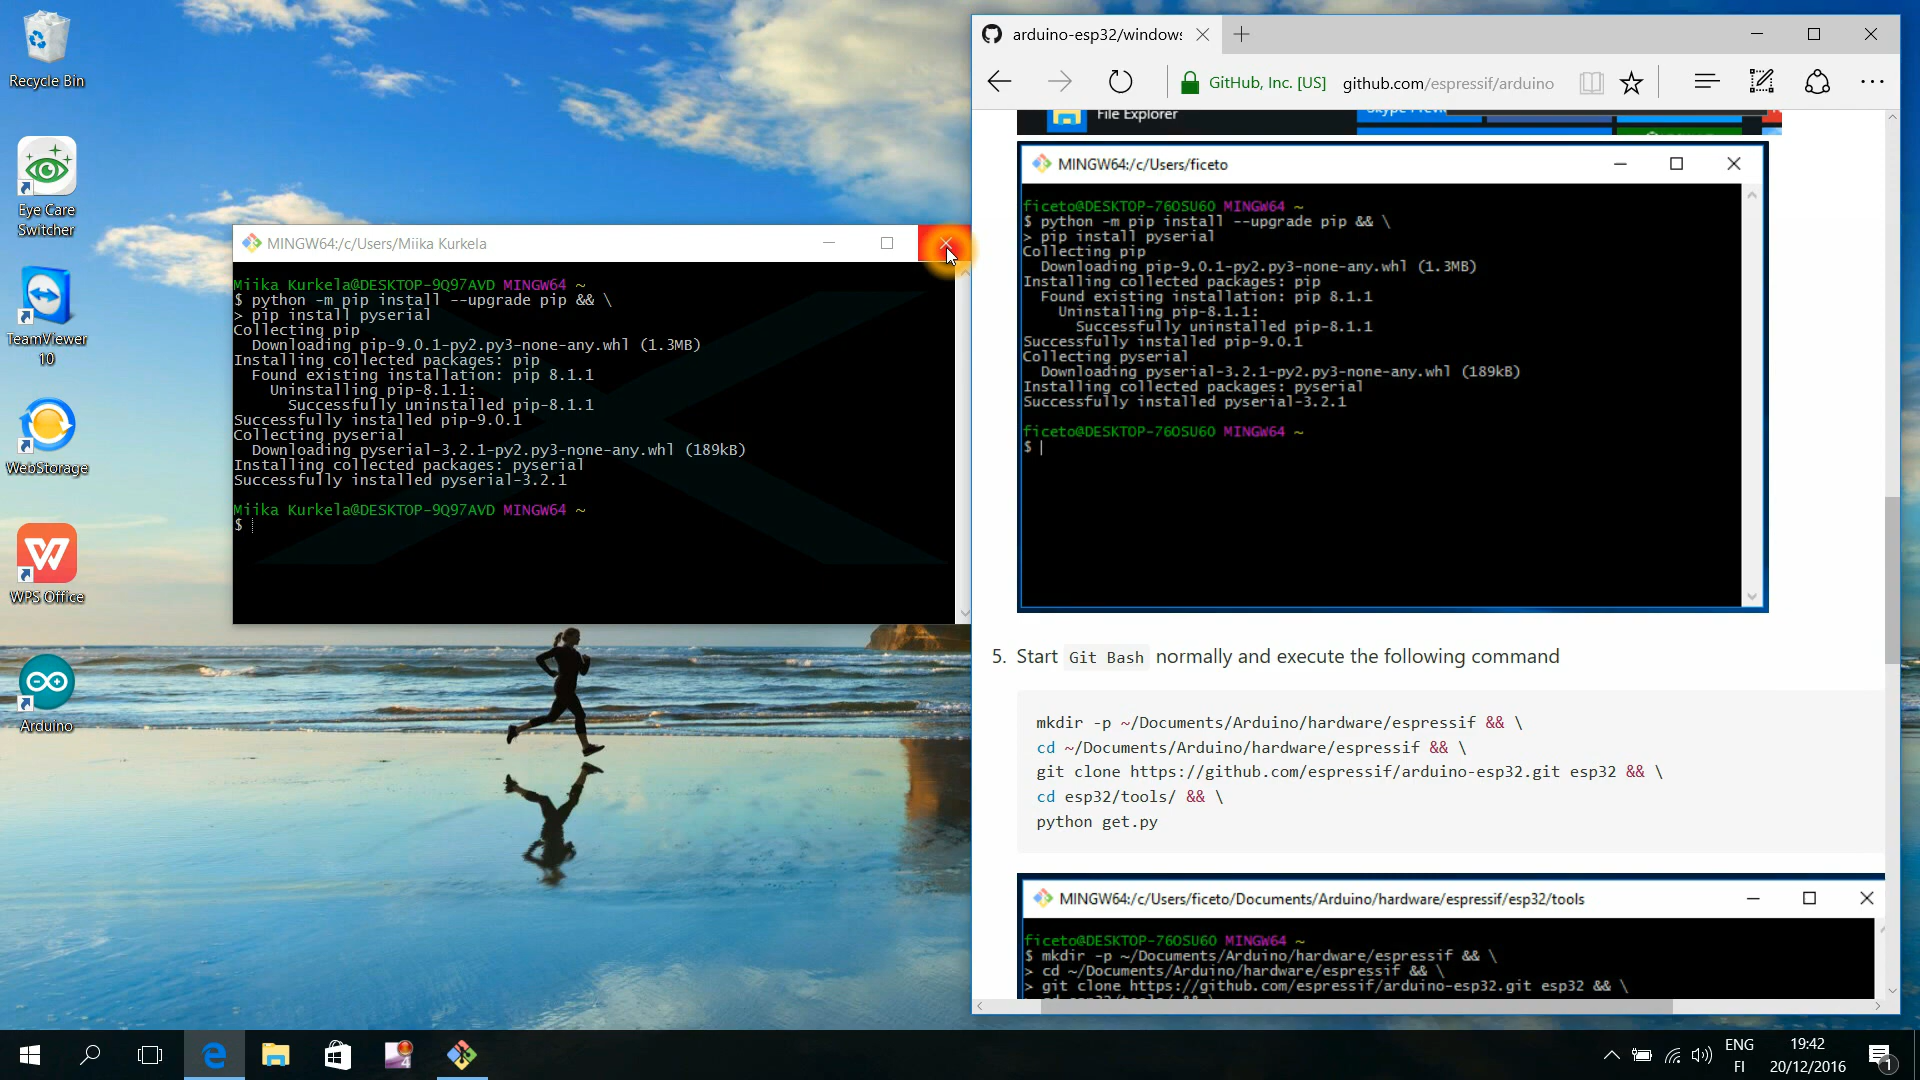 Recycle Bin
Eye Care
Switcher
TeamViewer
10
WebStorage
WPS Office
Arduino
MINGW64:/c/Users/Miika Kurkela
Miika Kurkela@DESKTOP-9Q97AVD MINGW64 ~
$ python -m pip install --upgrade pip && \
> pip install pyserial
Collecting pip
Downloading pip-9.0.1-py2.py3-none-any.whl (1.3MB)
Installing collected packages: pip
Found existing installation: pip 8.1.1
Uninstalling pip-8.1.1:
Successfully uninstalled pip-8.1.1
Successfully installed pip-9.0.1
Collecting pyserial
Downloading pyserial-3.2.1-py2.py3-none-any.whl (189kB)
Installing collected packages: pyserial
Successfully installed pyserial-3.2.1
Miika Kurkela@DESKTOP-9Q97AVD MINGW64 ~
$
arduino-esp32/windows
GitHub, Inc. [US] github.com/espressif/arduino
File Explorer
MINGW64:/c/Users/ficeto
ficeto@DESKTOP-76OSU6O MINGW64 ~
$ python -m pip install --upgrade pip && \
> pip install pyserial
Collecting pip
Downloading pip-9.0.1-py2.py3-none-any.whl (1.3MB)
Installing collected packages: pip
Found existing installation: pip 8.1.1
Uninstalling pip-8.1.1:
Successfully uninstalled pip-8.1.1
Successfully installed pip-9.0.1
Collecting pyserial
Downloading pyserial-3.2.1-py2.py3-none-any.whl (189kB)
Installing collected packages: pyserial
Successfully installed pyserial-3.2.1
ficeto@DESKTOP-76OSU6O MINGW64 ~
$
5. Start Git Bash normally and execute the following command
mkdir -p ~/Documents/Arduino/hardware/espressif && \
cd ~/Documents/Arduino/hardware/espressif && \
git clone https://github.com/espressif/arduino-esp32.git esp32 && \
cd esp32/tools/ && \
python get.py
MINGW64:/c/Users/ficeto/Documents/Arduino/hardware/espressif/esp32/tools
ficeto@DESKTOP-76OSU6O MINGW64 ~
$ mkdir -p ~/Documents/Arduino/hardware/espressif && \
> cd ~/Documents/Arduino/hardware/espressif && \
> git clone https://github.com/espressif/arduino-esp32.git esp32 && \
4
ENG
FI
19:42
20/12/2016
1